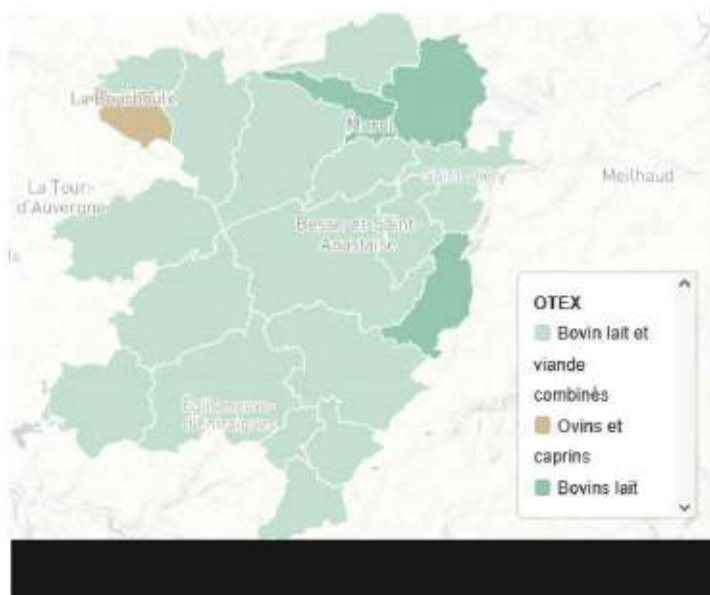 La Bourboule
Murol
La Tour-
d'Auvergne
Meilhaud
Besse et Saint-
Anastaise
OTEX
Bovin lait et
viande
combinés
Ovins et
caprins
Bovins lait